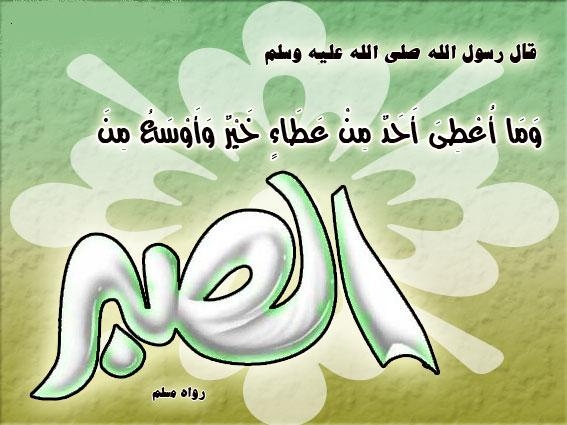 قال رسول الله صلى الله عليه وسلم
وَمَا أُعْطِىَ أَحَدٌ مِنْ عَطَاءٍ خَيْرٌ وَأَوْسَعُ مِنَ
الصبر
رواه مسلم